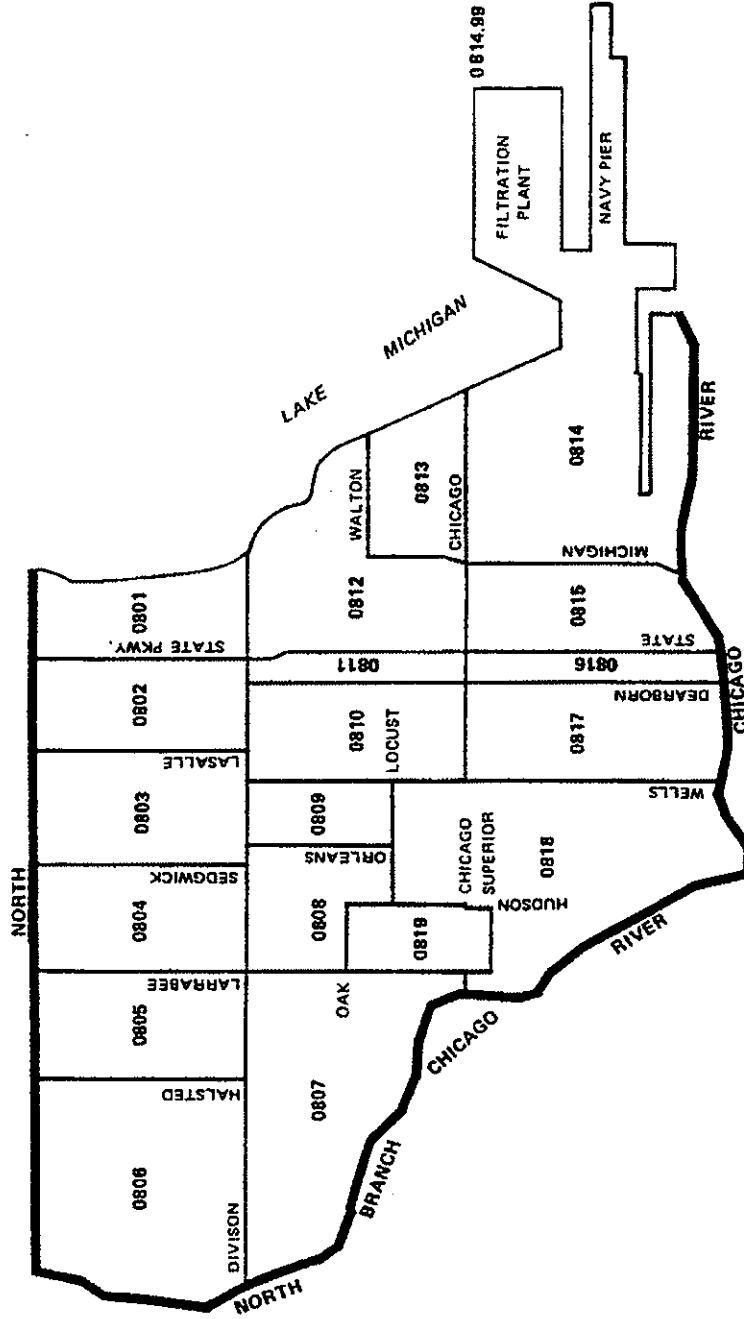 NORTH
0806
0805
0804
0803
0802
0801
HALSTED
LARRABEE
SEDGWICK
LASALLE
STATE PKWY.
DIVISON
LAKE MICHIGAN
0807
OAK
0808
ORLEANS
0809
0810
0811
0812
WALTON
0813
LOCUST
0819
CHICAGO
SUPERIOR
CHICAGO
HUDSON
0818
0817
0816
0815
0814
0814.99
FILTRATION
PLANT
NAVY PIER
WELLS
DEARBORN
STATE
MICHIGAN
NORTH
BRANCH
CHICAGO
RIVER
CHICAGO
RIVER